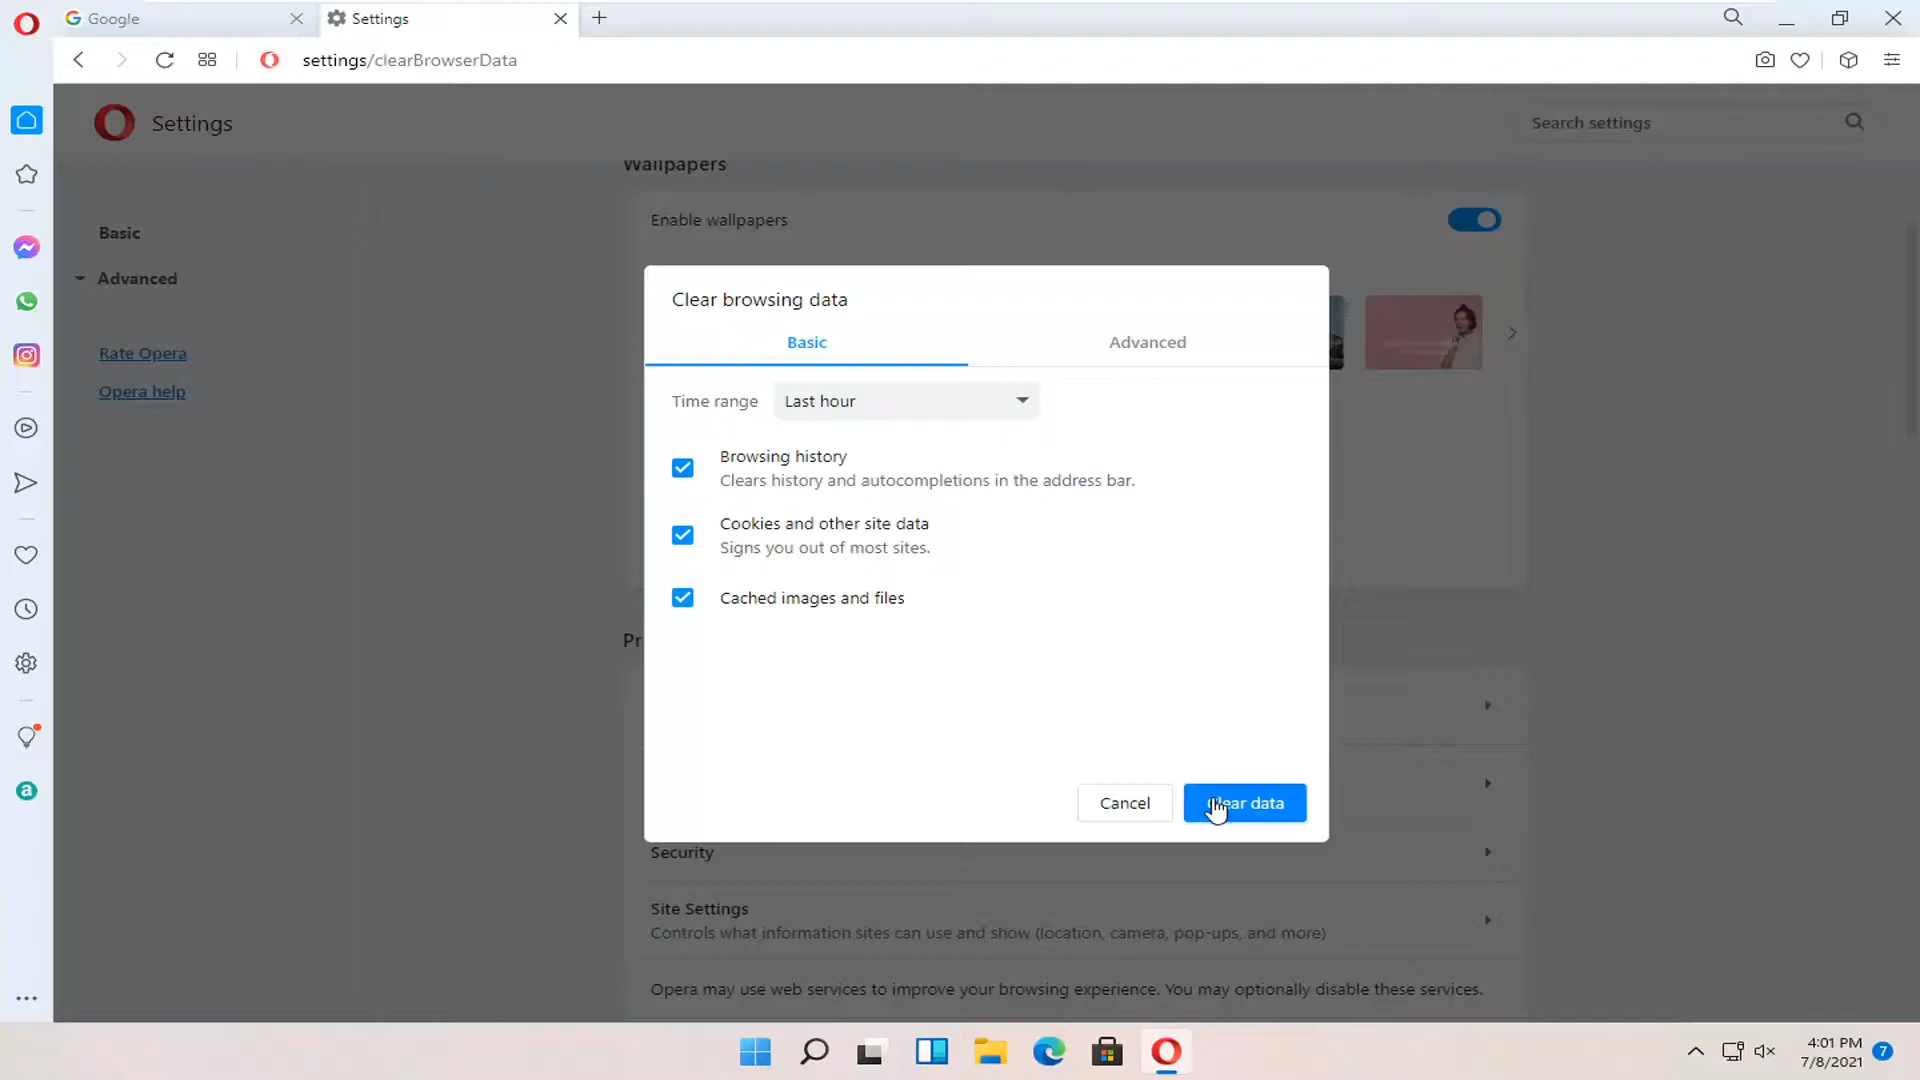 Google
Settings
settings/clearBrowserData
Settings
Search settings
Wallpapers
Basic
Enable wallpapers
Advanced
Clear browsing data
Basic
Advanced
Rate Opera
Opera help
Time range
Last hour
Browsing history
Clears history and autocompletions in the address bar.
Cookies and other site data
Signs you out of most sites.
Cached images and files
Pr
Cancel
Clear data
Security
Site Settings
Controls what information sites can use and show (location, camera, pop-ups, and more)
Opera may use web services to improve your browsing experience. You may optionally disable these services.
4:01 PM
7/8/2021
7